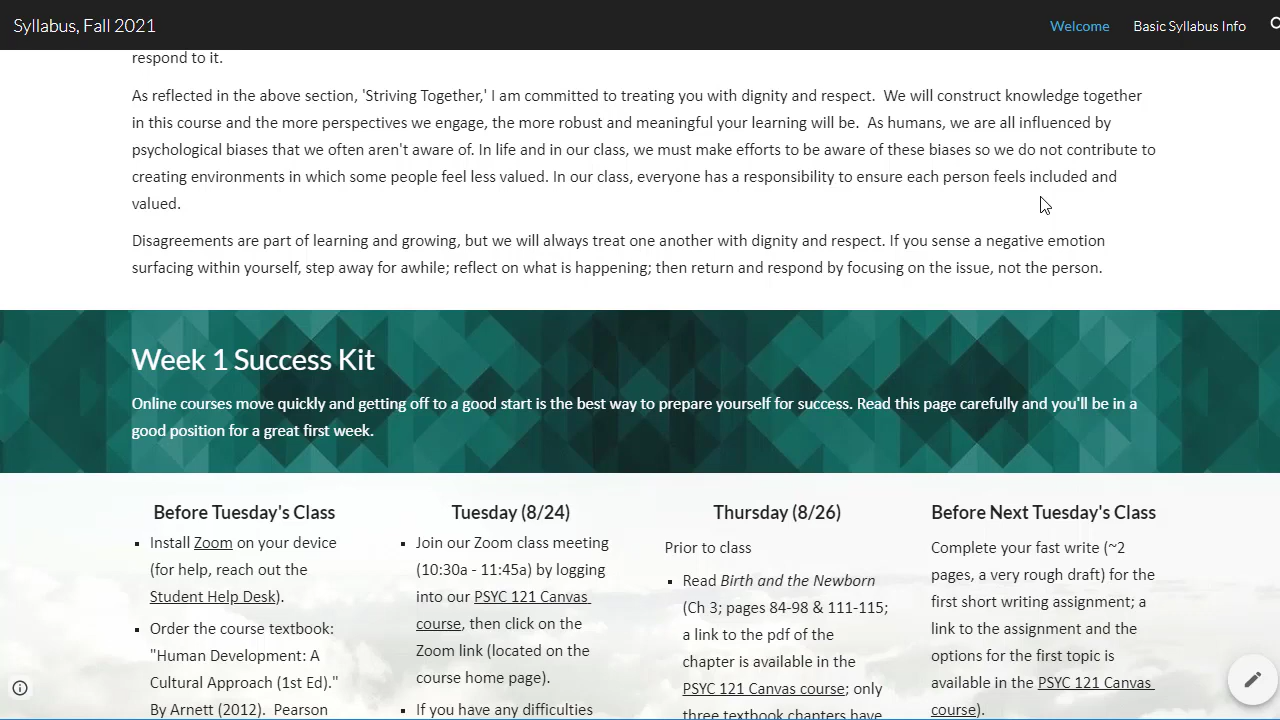 Syllabus, Fall 2021
Welcome
Basic Syllabus Info
respond to it.
As reflected in the above section, 'Striving Together,' I am committed to treating you with dignity and respect.  We will construct knowledge together
in this course and the more perspectives we engage, the more robust and meaningful your learning will be.  As humans, we are all influenced by
psychological biases that we often aren't aware of. In life and in our class, we must make efforts to be aware of these biases so we do not contribute to
creating environments in which some people feel less valued. In our class, everyone has a responsibility to ensure each person feels included and
valued.
Disagreements are part of learning and growing, but we will always treat one another with dignity and respect. If you sense a negative emotion
surfacing within yourself, step away for awhile; reflect on what is happening; then return and respond by focusing on the issue, not the person.
Week 1 Success Kit
Online courses move quickly and getting off to a good start is the best way to prepare yourself for success. Read this page carefully and you'll be in a
good position for a great first week.
Before Tuesday's Class
▪ Install Zoom on your device
(for help, reach out the
Student Help Desk).
▪ Order the course textbook:
"Human Development: A
Cultural Approach (1st Ed)."
By Arnett (2012).  Pearson
Tuesday (8/24)
▪ Join our Zoom class meeting
(10:30a - 11:45a) by logging
into our PSYC 121 Canvas
course, then click on the
Zoom link (located on the
course home page).
▪ If you have any difficulties
Thursday (8/26)
Prior to class
▪ Read Birth and the Newborn
(Ch 3; pages 84-98 & 111-115;
a link to the pdf of the
chapter is available in the
PSYC 121 Canvas course; only
three textbook chapters have
Before Next Tuesday's Class
Complete your fast write (~2
pages, a very rough draft) for the
first short writing assignment; a
link to the assignment and the
options for the first topic is
available in the PSYC 121 Canvas
course).